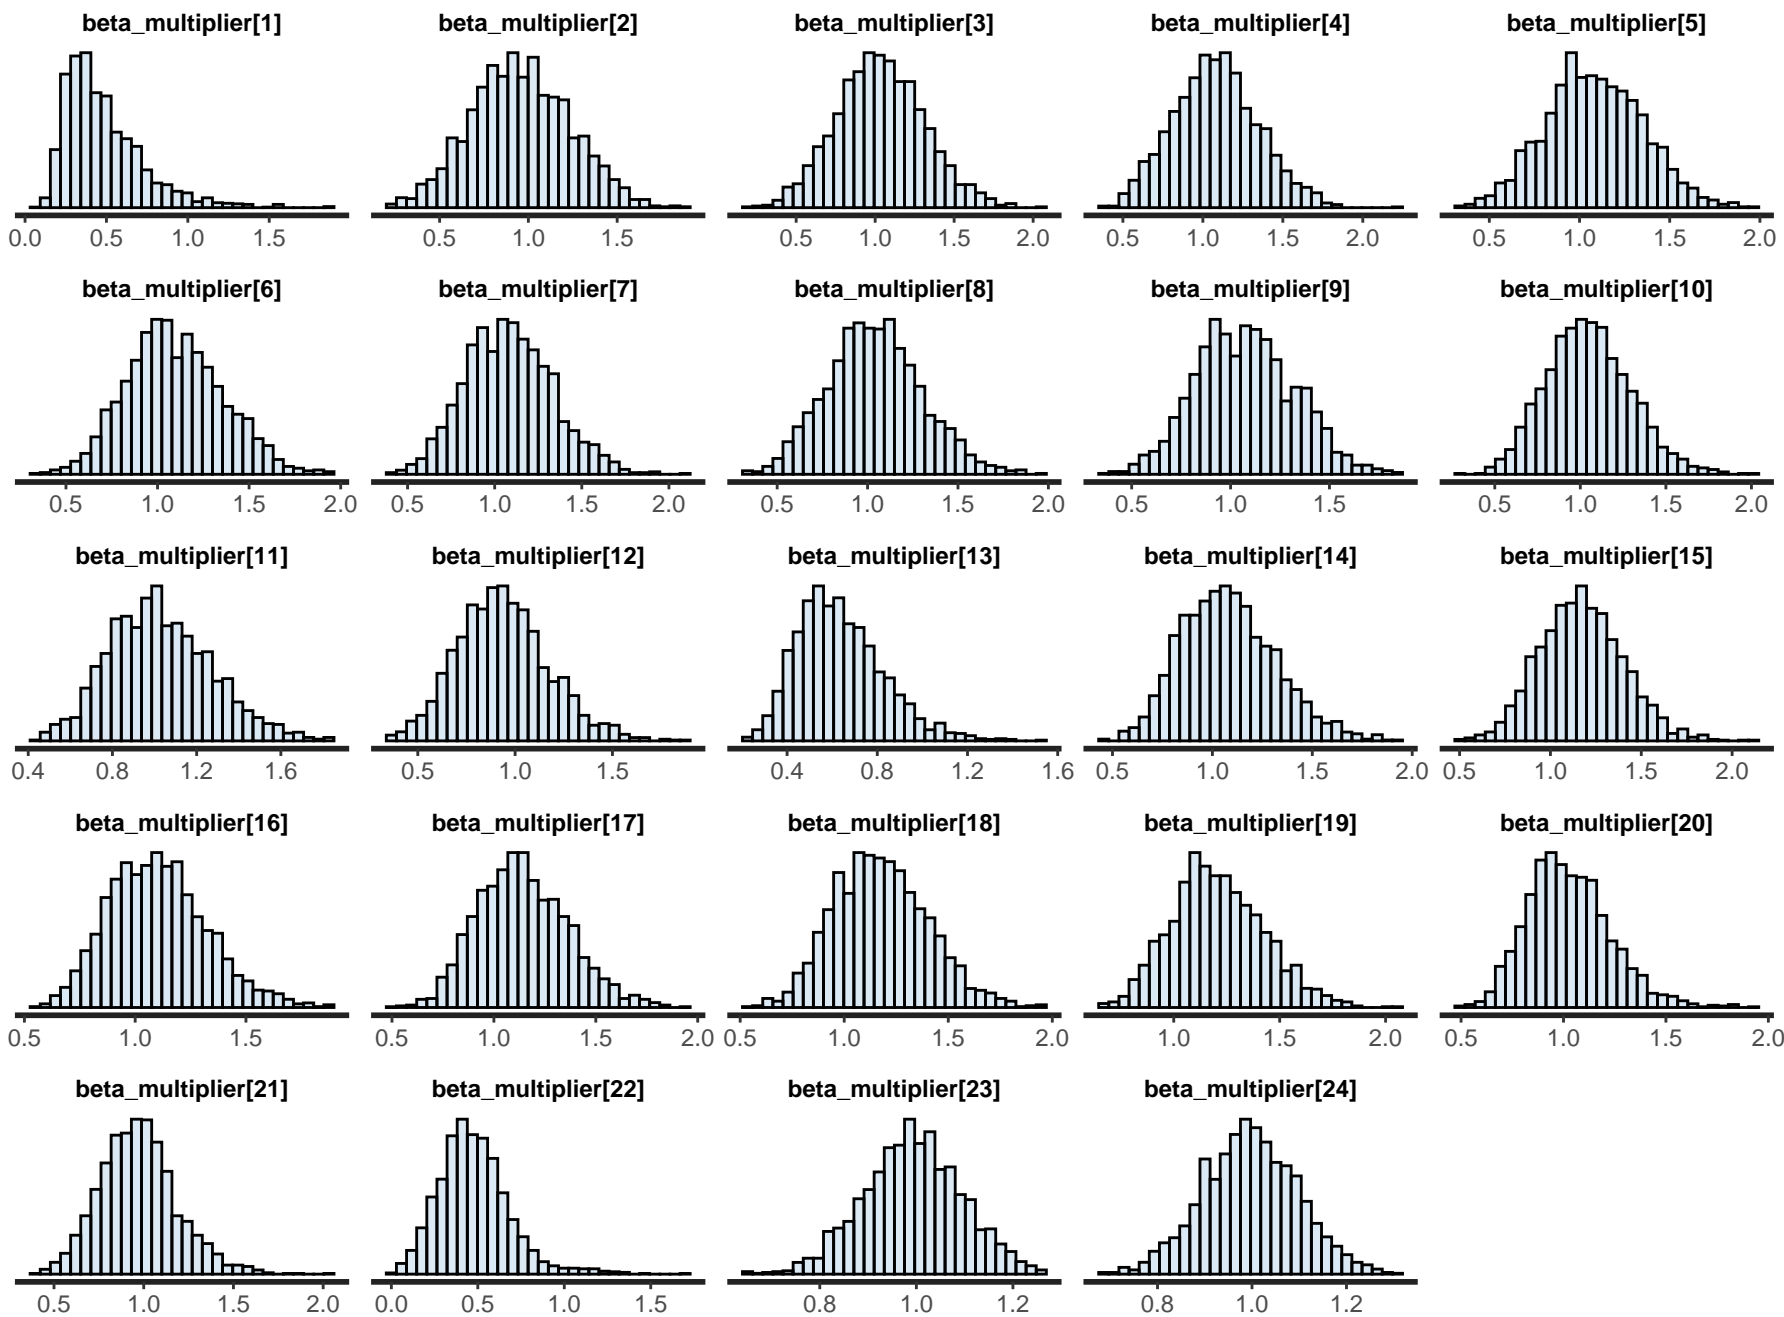 beta_multiplier[1] beta_multiplier[2] beta_multiplier[3] beta_multiplier[4] beta_multiplier[5]
0.0 0.5 1.0 1.5 0.5 1.0 1.5 0.5 1.0 1.5 2.0 0.5 1.0 1.5 2.0 0.5 1.0 1.5 2.0
beta_multiplier[6] beta_multiplier[7] beta_multiplier[8] beta_multiplier[9] beta_multiplier[10]
0.5 1.0 1.5 2.0 0.5 1.0 1.5 2.0 0.5 1.0 1.5 2.0 0.5 1.0 1.5 0.5 1.0 1.5 2.0
beta_multiplier[11] beta_multiplier[12] beta_multiplier[13] beta_multiplier[14] beta_multiplier[15]
0.4 0.8 1.2 1.6 0.5 1.0 1.5 0.4 0.8 1.2 1.6 0.5 1.0 1.5 2.0 0.5 1.0 1.5 2.0
beta_multiplier[16] beta_multiplier[17] beta_multiplier[18] beta_multiplier[19] beta_multiplier[20]
0.5 1.0 1.5 0.5 1.0 1.5 2.0 0.5 1.0 1.5 2.0 1.0 1.5 2.0 0.5 1.0 1.5 2.0
beta_multiplier[21] beta_multiplier[22] beta_multiplier[23] beta_multiplier[24]
0.5 1.0 1.5 2.0 0.0 0.5 1.0 1.5 0.8 1.0 1.2 0.8 1.0 1.2